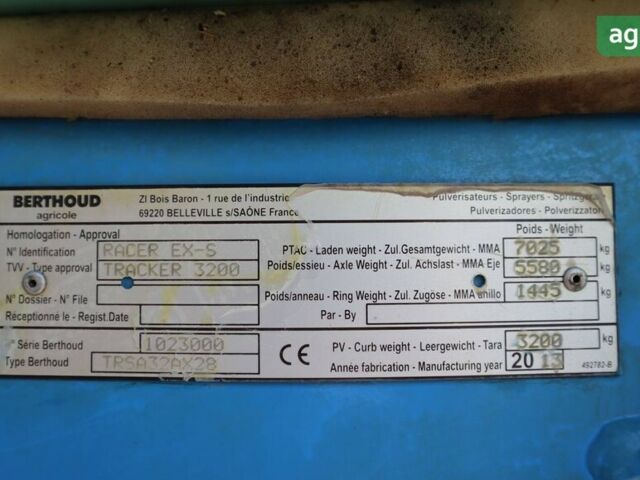 ag
BERTHOUD
agricole
ZI Bois Baron - 1 rue de l'industrie
69220 BELLEVILLE s/SAÔNE France
Pulverisateurs - Sprayers - Spritzgerä
Pulverizadores - Polverizzatori
Homologation - Approval
Poids - Weight
N° Identification RACER EX-S
PTAC - Laden weight - Zul.Gesamtgewicht - MMA 7025 kg
TVV - Type approval TRACKER 3200
Poids/essieu - Axle Weight - Zul. Achslast - MMA Eje 5580 kg
N° Dossier - N° File
Poids/anneau - Ring Weight - Zul. Zugöse - MMA anillo 1445 kg
Réceptionné le - Regist.Date
Par - By
Série Berthoud 1023000
PV - Curb weight - Leergewicht - Tara 3200 kg
Type Berthoud TRSA32AX28
CE
Année fabrication - Manufacturing year 2013
492782-B